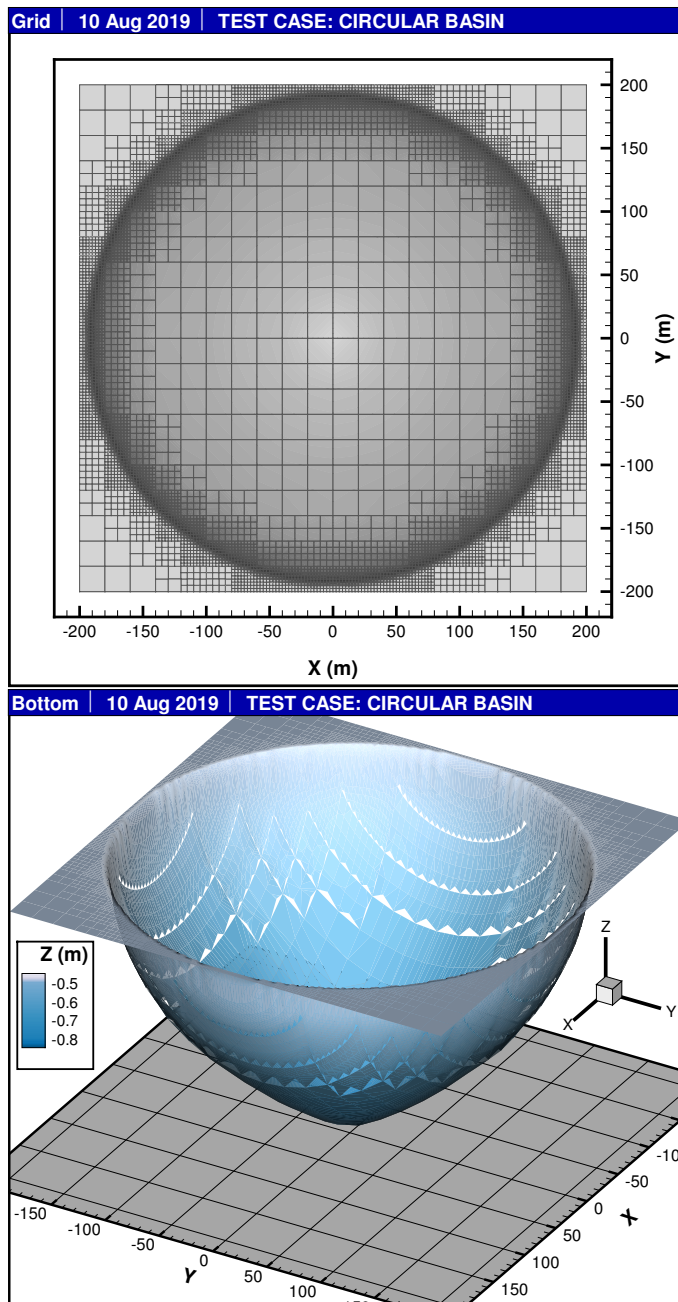 Grid | 10 Aug 2019 | TEST CASE: CIRCULAR BASIN
200
150
100
50
0
-50
-100
-150
-200
Y (m)
-200 -150 -100 -50 0 50 100 150 200
X (m)
Bottom | 10 Aug 2019 | TEST CASE: CIRCULAR BASIN
Z (m)
-0.5
-0.6
-0.7
-0.8
Z
Y
X
-150 -100 -50 0 50 100
Y
-50
0
50
100
150
X